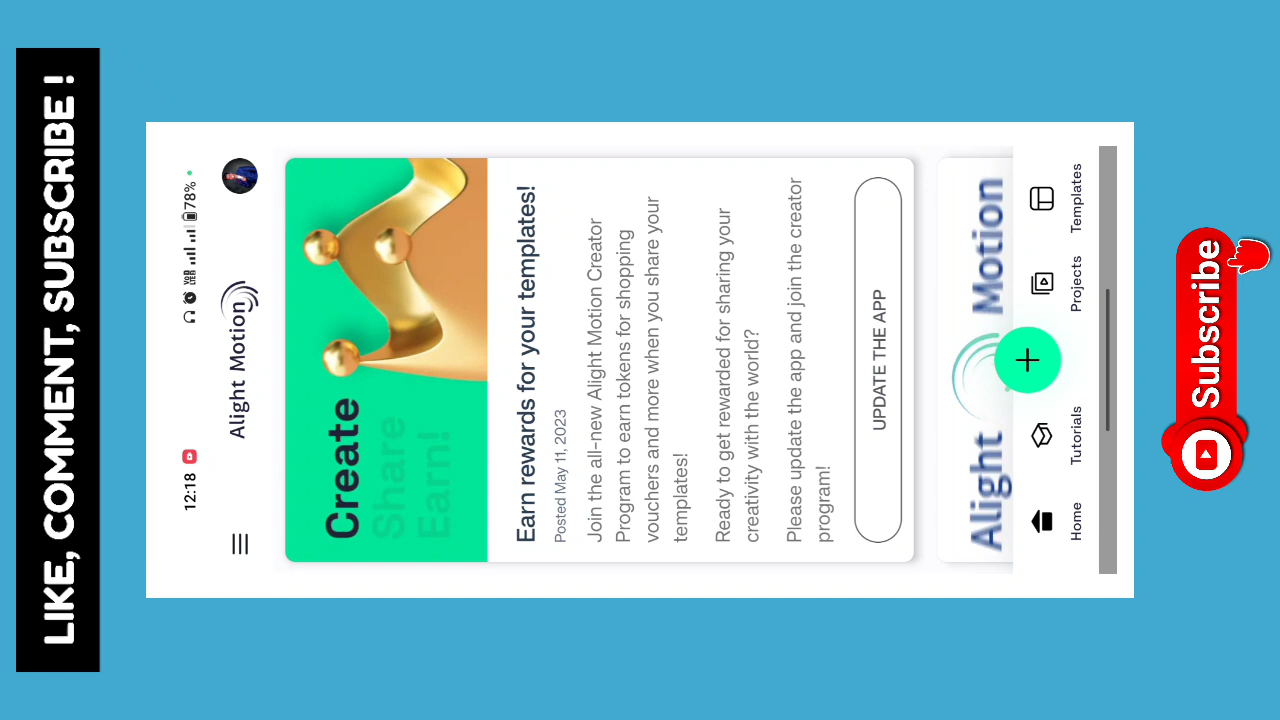 LIKE, COMMENT, SUBSCRIBE !
12:18
VoD
LTE
78%
Alight Motion
Create
Share
Earn!
Earn rewards for your templates!
Posted May 11, 2023
Join the all-new Alight Motion Creator
Program to earn tokens for shopping
vouchers and more when you share your
templates!
Ready to get rewarded for sharing your
creativity with the world?
Please update the app and join the creator
program!
UPDATE THE APP
Alight Motion
Home
Tutorials
Projects
Templates
Subscribe